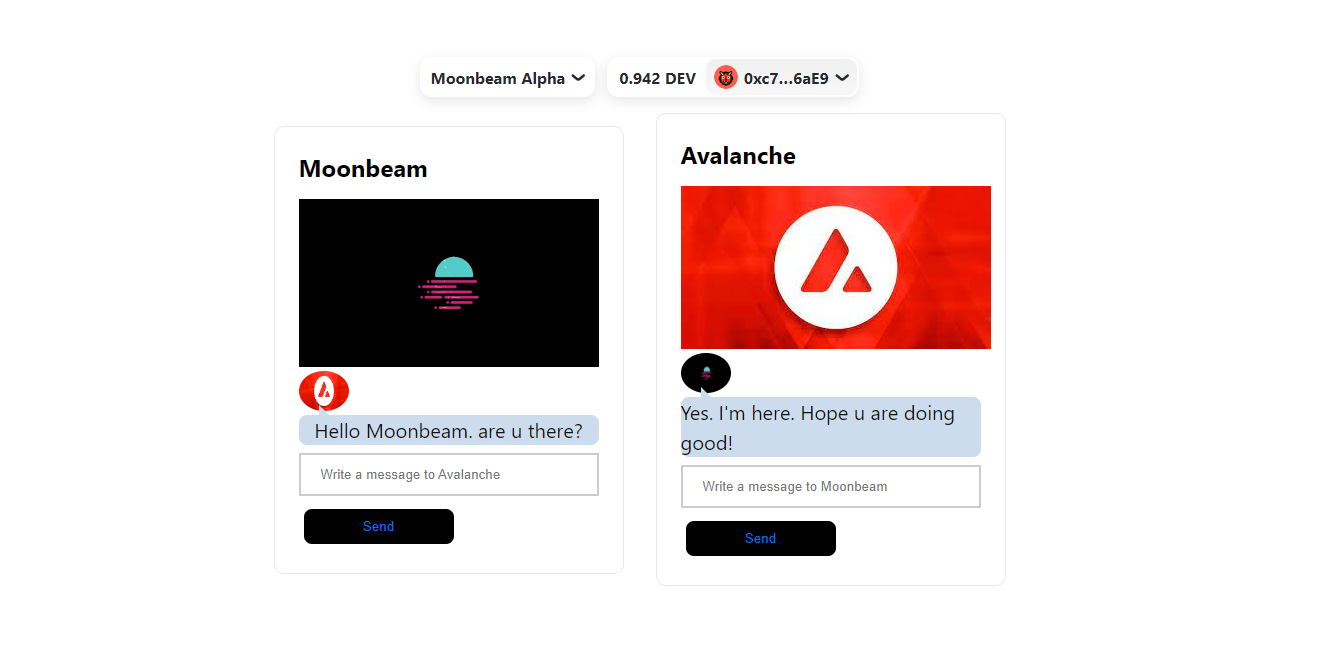 Moonbeam Alpha
0.942 DEV
0xc7...6aE9
Moonbeam
Hello Moonbeam. are u there?
Write a message to Avalanche
Send
Avalanche
Yes. I'm here. Hope u are doing
good!
Write a message to Moonbeam
Send